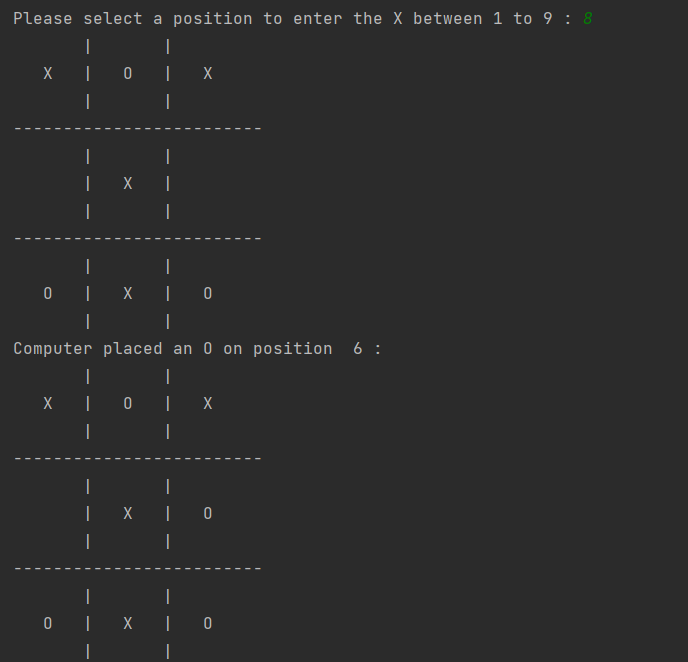 Please select a position to enter the X between 1 to 9 : 8
       |       |
   X   |   O   |   X
       |       |
-------------------------
       |       |
       |   X   |
       |       |
-------------------------
       |       |
   O   |   X   |   O
       |       |
Computer placed an O on position  6 :
       |       |
   X   |   O   |   X
       |       |
-------------------------
       |       |
       |   X   |   O
       |       |
-------------------------
       |       |
   O   |   X   |   O
       |       |